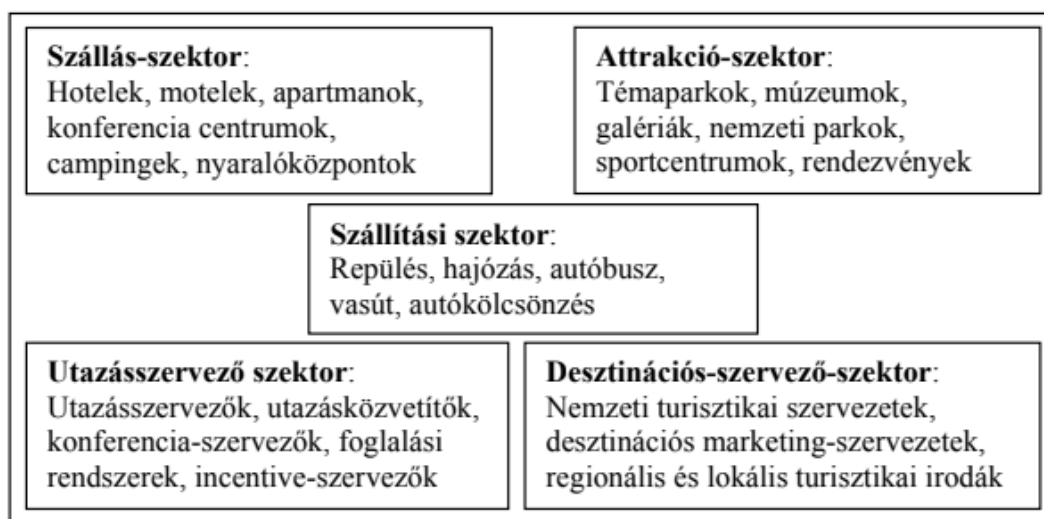 Szállás-szektor:
Hotelek, motelek, apartmanok,
konferencia centrumok,
campingek, nyaralóközpontok
Attrakció-szektor:
Témaparkok, múzeumok,
galériák, nemzeti parkok,
sportcentrumok, rendezvények
Szállítási szektor:
Repülés, hajózás, autóbusz,
vasút, autókölcsönzés
Utazásszervező szektor:
Utazásszervezők, utazásközvetítők,
konferencia-szervezők, foglalási
rendszerek, incentive-szervezők
Desztinációs-szervező-szektor:
Nemzeti turisztikai szervezetek,
desztinációs marketing-szervezetek,
regionális és lokális turisztikai irodák